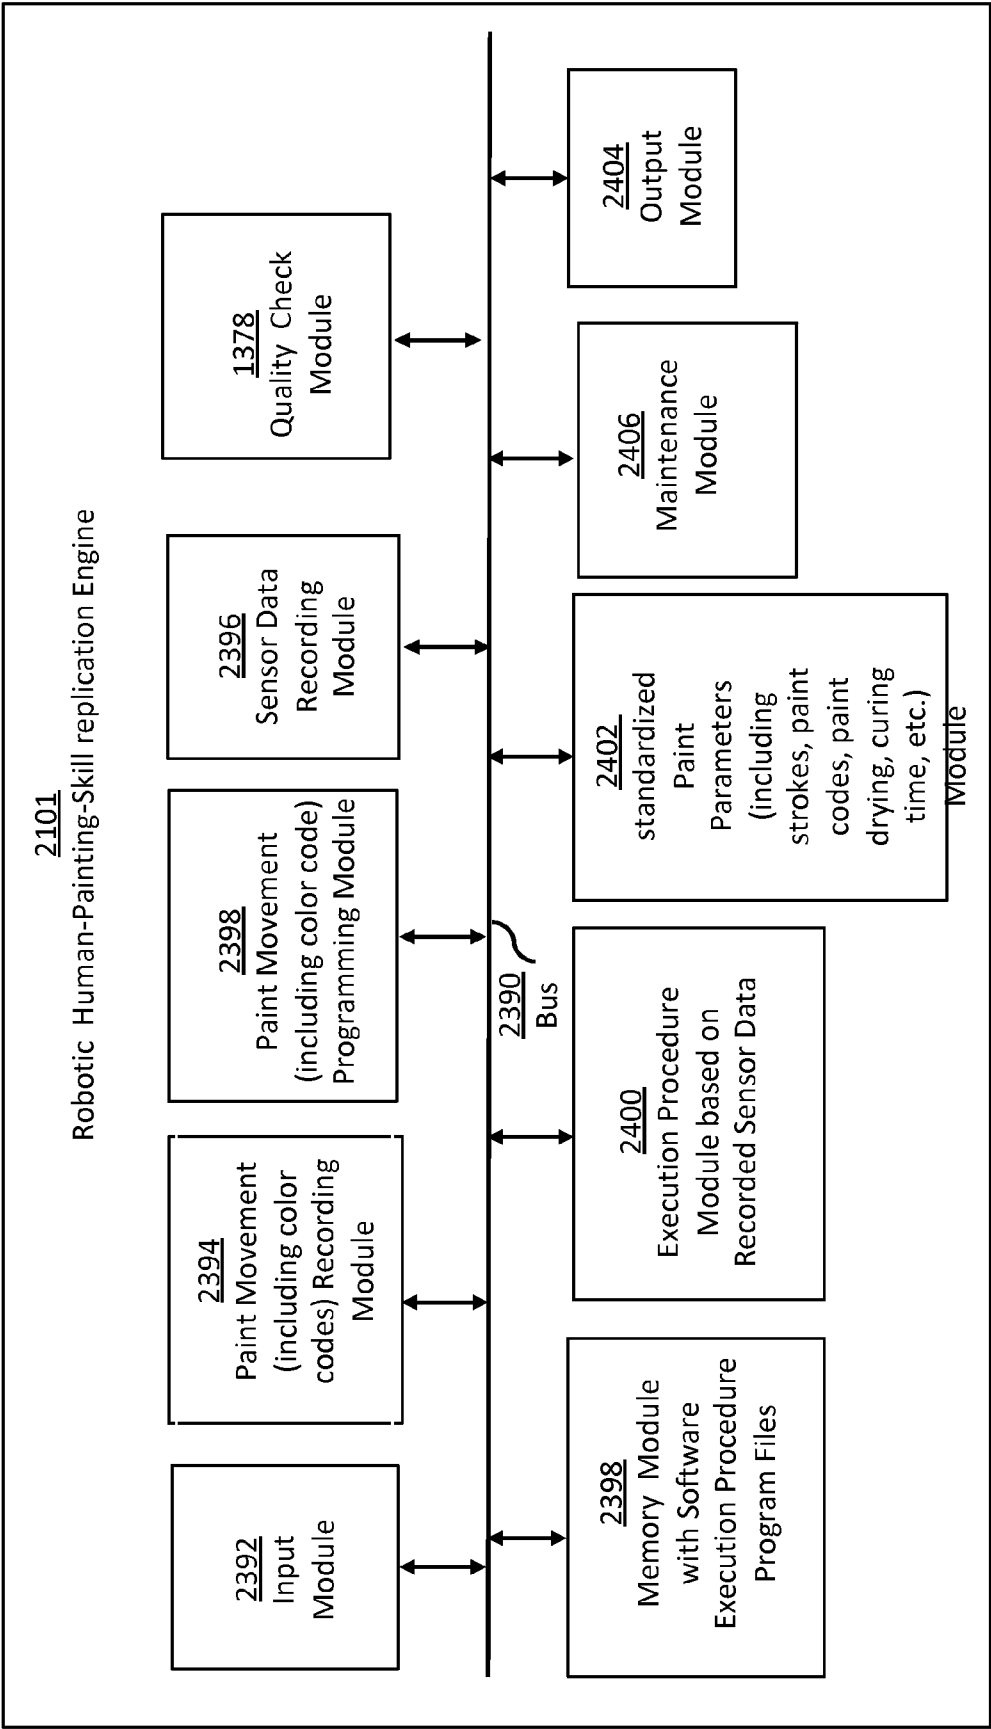 2101
Robotic Human-Painting-Skill replication Engine
2392
Input
Module
2394
Paint Movement
(including color
codes) Recording
Module
2398
Paint Movement
(including color code)
Programming Module
2396
Sensor Data
Recording
Module
1378
Quality Check
Module
2390
Bus
2398
Memory Module
with Software
Execution Procedure
Program Files
2400
Execution Procedure
Module based on
Recorded Sensor Data
2402
standardized
Paint
Parameters
(including
strokes, paint
codes, paint
drying, curing
time, etc.)
Module
2406
Maintenance
Module
2404
Output
Module